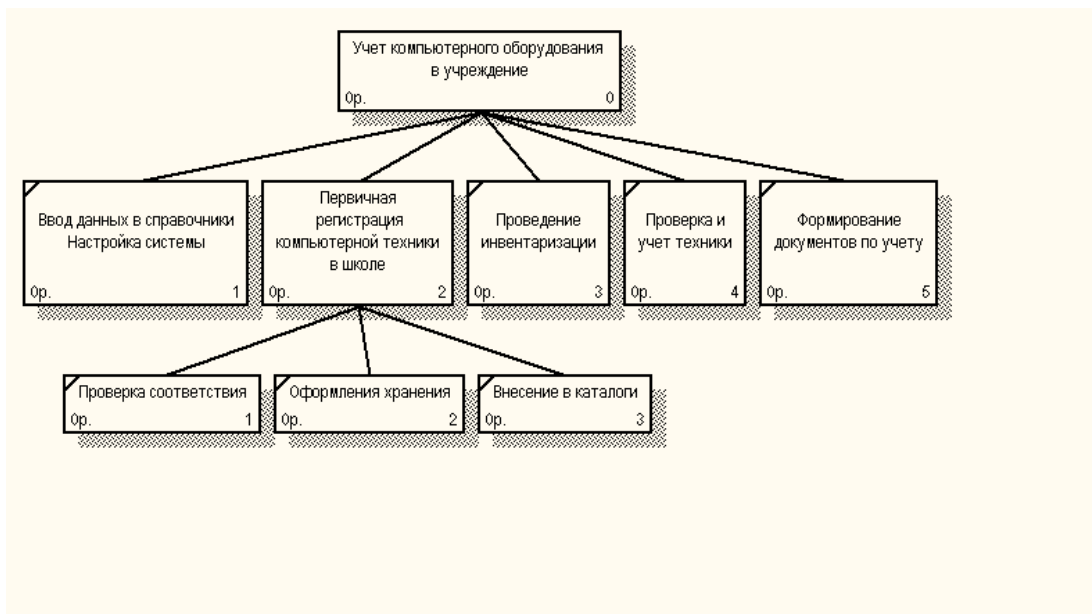 Учет компьютерного оборудования
в учреждение
0р. 0
Ввод данных в справочники
Настройка системы
0р. 1
Первичная
регистрация
компьютерной техники
в школе
0р. 2
Проведение
инвентаризации
0р. 3
Проверка и
учет техники
0р. 4
Формирование
документов по учету
0р. 5
Проверка соответствия
0р. 1
Оформления хранения
0р. 2
Внесение в каталоги
0р. 3